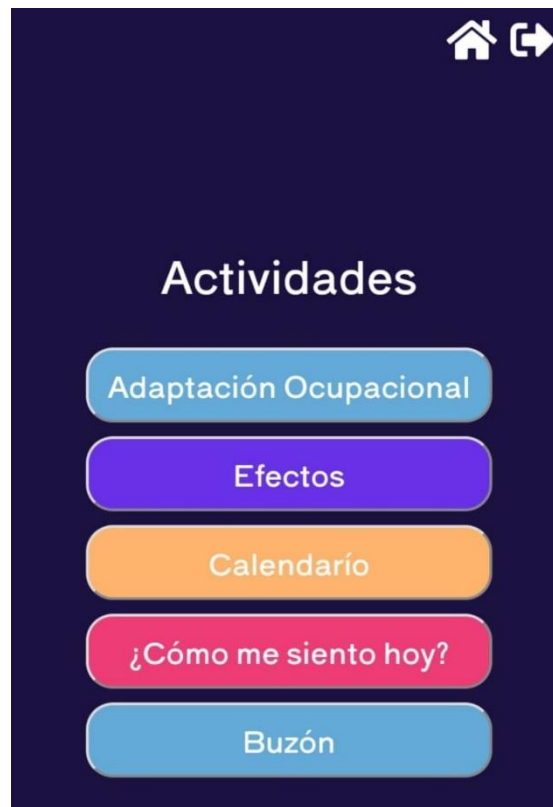 Actividades
Adaptación Ocupacional
Efectos
Calendarío
¿Cómo me siento hoy?
Buzón